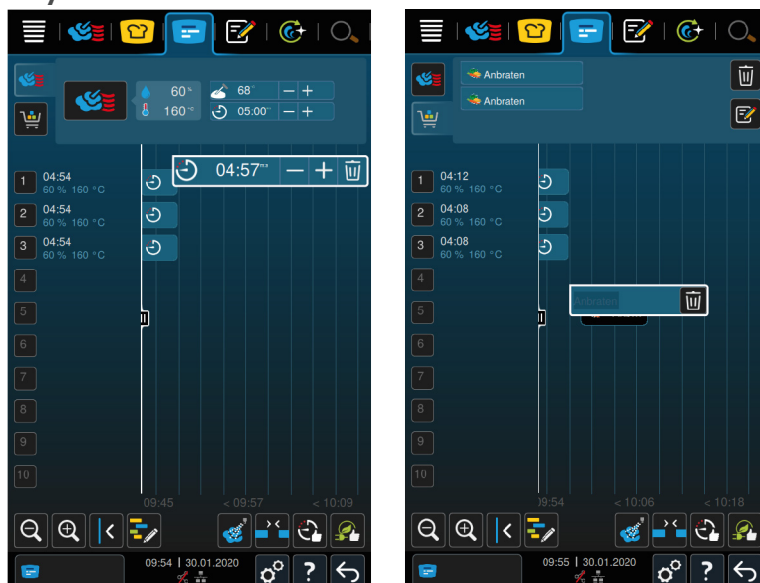 60 %
160 °C
68 °
05:00
04:57
1
04:54
60 % 160 °C
2
04:54
60 % 160 °C
3
04:54
60 % 160 °C
4
5
6
7
8
9
10
09:45 < 09:57 < 10:09
09:54 | 30.01.2020
?
Anbraten
Anbraten
1
04:12
60 % 160 °C
2
04:08
60 % 160 °C
3
04:08
60 % 160 °C
4
5
Anbraten
6
7
8
9
10
09:54 < 10:06 < 10:18
09:55 | 30.01.2020
?